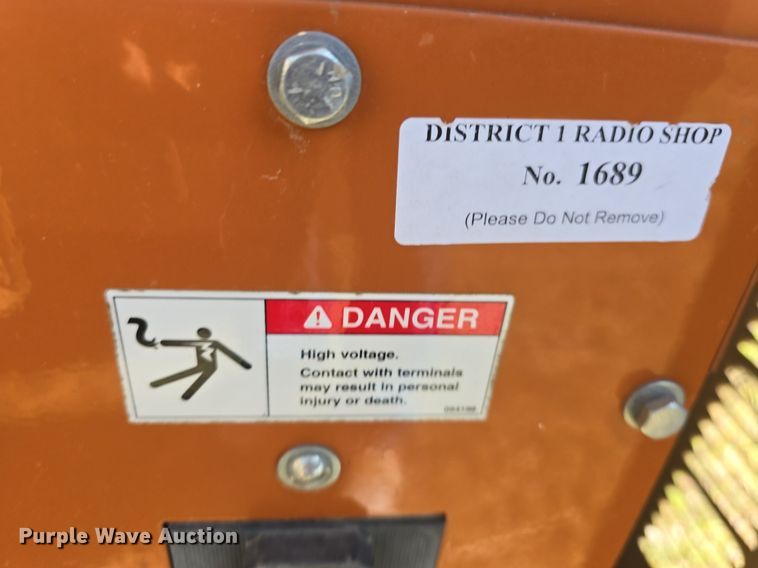 DISTRICT 1 RADIO SHOP
No. 1689
(Please Do Not Remove)
DANGER
High voltage.
Contact with terminals
may result in personal
injury or death.
Purple Wave Auction